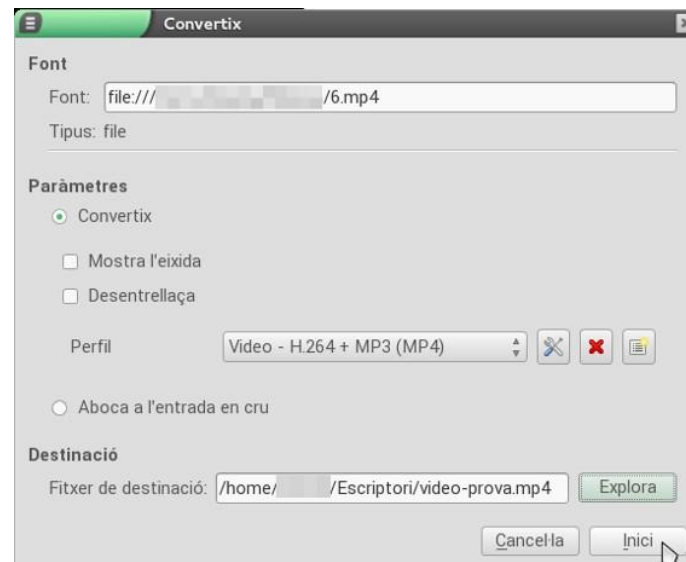 Convertix
Font
Font: file:/// /6.mp4
Tipus: file
Paràmetres
Convertix
Mostra l'eixida
Desentrellaça
Perfil Video - H.264 + MP3 (MP4)
Aboca a l'entrada en cru
Destinació
Fitxer de destinació: /home/ /Escriptori/video-prova.mp4 Explora
Cancel·la Inici